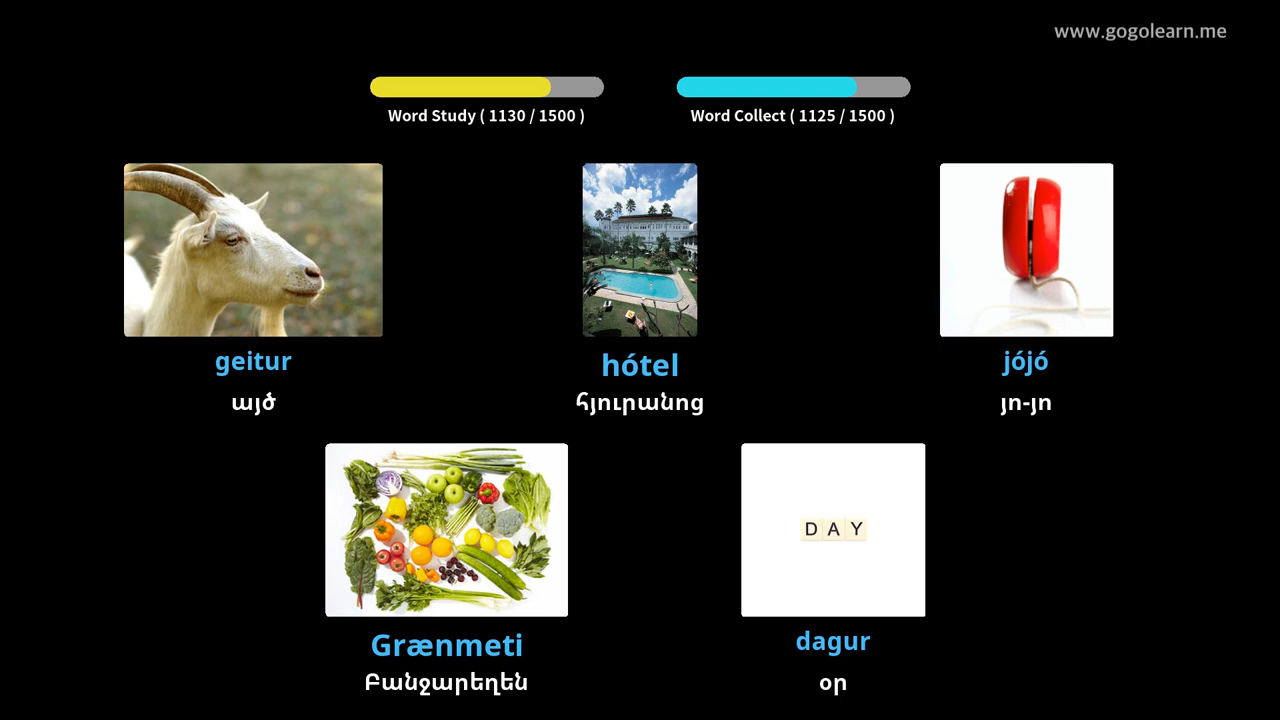 www.gogolearn.me
Word Study ( 1130 / 1500 )
Word Collect ( 1125 / 1500 )
geitur
hótel
jójó
այծ
հյուրանոց
յո-յո
DAY
Grænmeti
dagur
Բանջարեղեն
օր